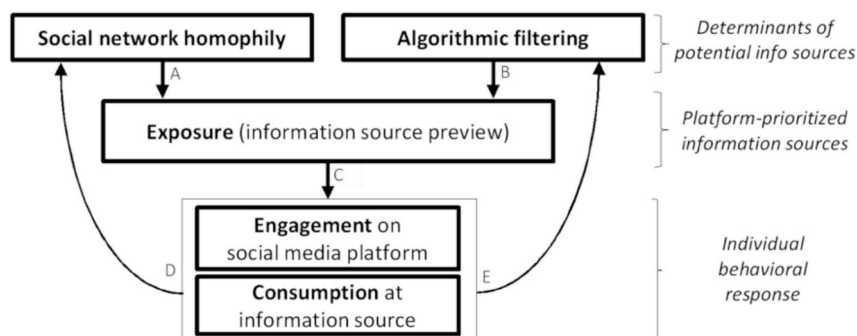 Social network homophily
Algorithmic filtering
Determinants of
potential info sources
A
B
Exposure (information source preview)
Platform-prioritized
information sources
C
Engagement on
social media platform
D
E
Consumption at
information source
Individual
behavioral
response